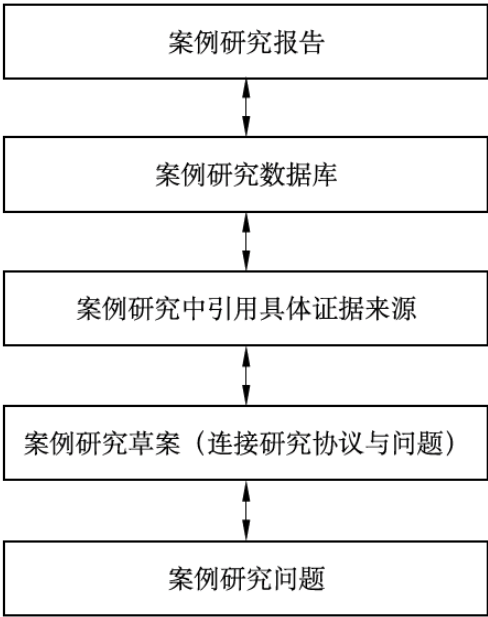 案例研究报告
案例研究数据库
案例研究中引用具体证据来源
案例研究草案（连接研究协议与问题）
案例研究问题